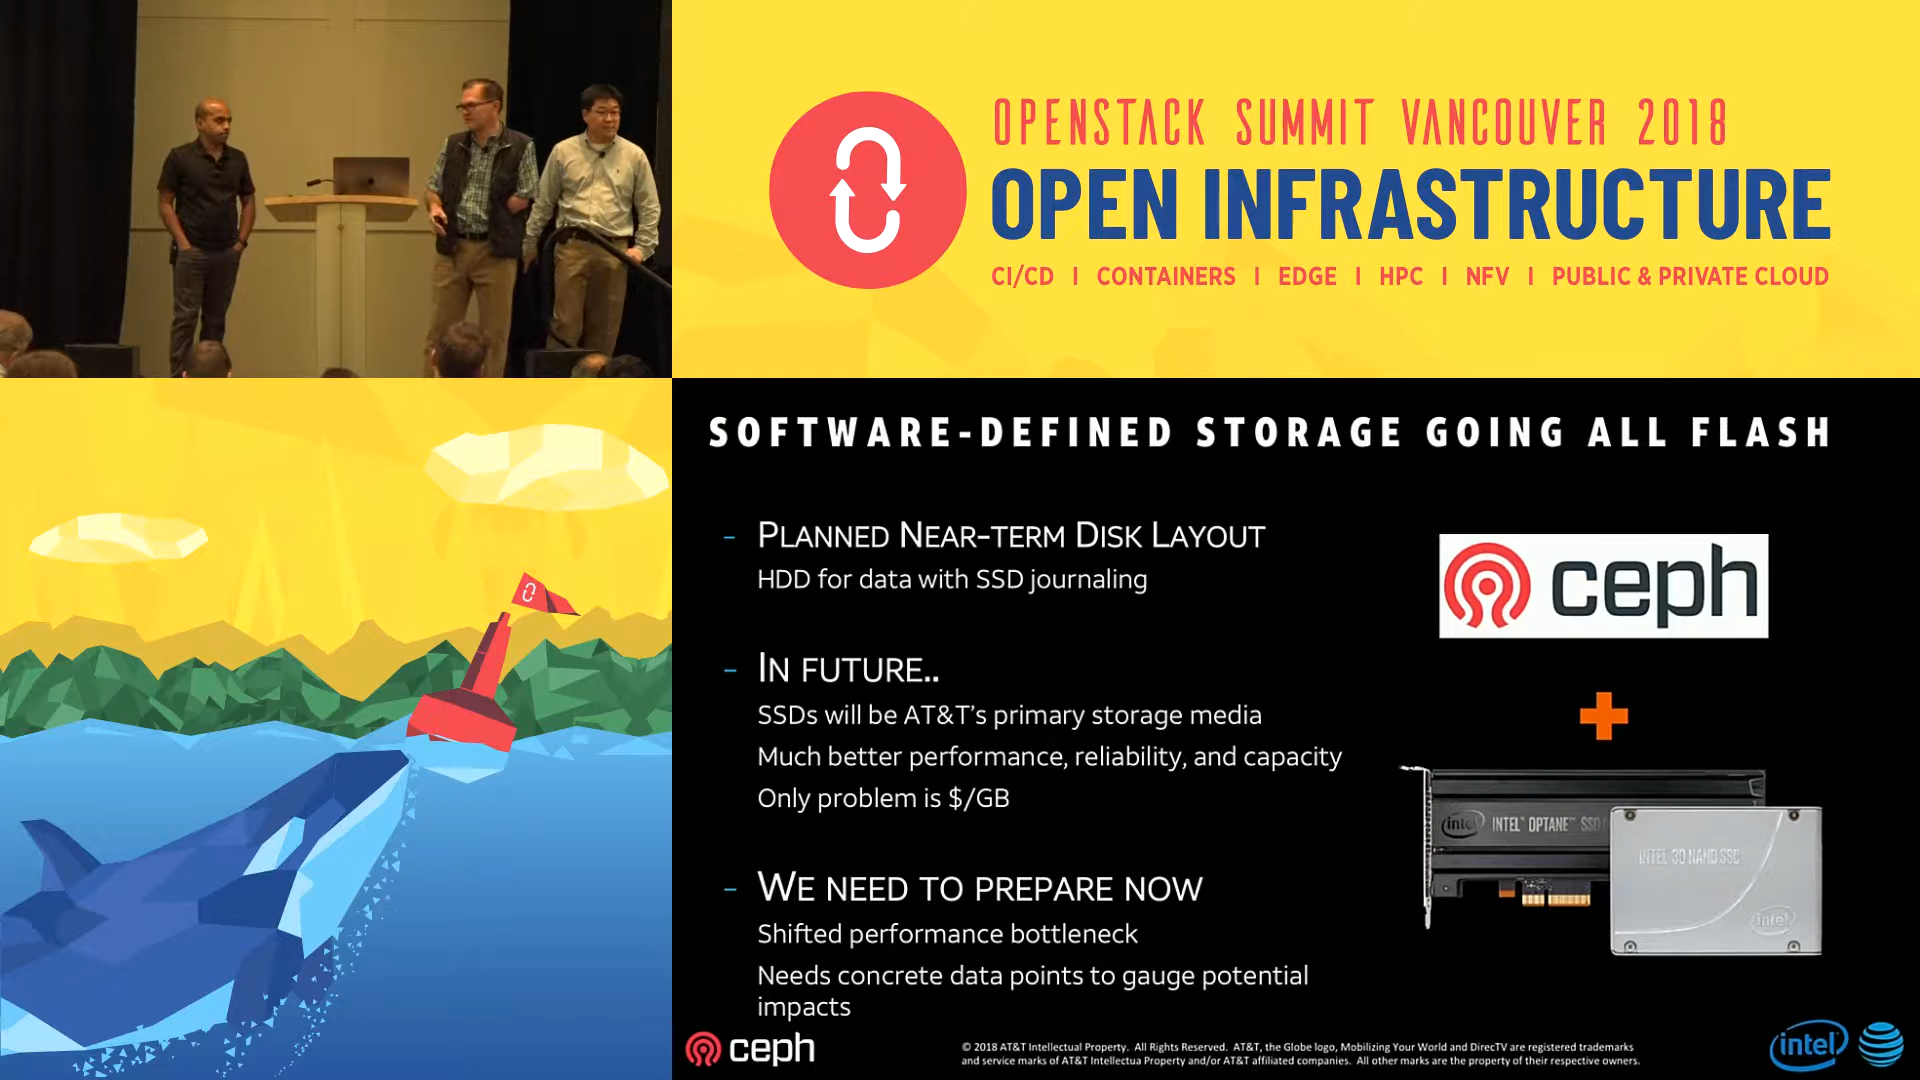 OPENSTACK SUMMIT VANCOUVER 2018
OPEN INFRASTRUCTURE
CI/CD | CONTAINERS | EDGE | HPC | NFV | PUBLIC & PRIVATE CLOUD
SOFTWARE-DEFINED STORAGE GOING ALL FLASH
- PLANNED NEAR-TERM DISK LAYOUT
HDD for data with SSD journaling
- IN FUTURE..
SSDs will be AT&T's primary storage media
Much better performance, reliability, and capacity
Only problem is $/GB
- WE NEED TO PREPARE NOW
Shifted performance bottleneck
Needs concrete data points to gauge potential
impacts
ceph
intel INTEL® OPTANE™ SSD
INTEL 3D NAND SSD
intel
ceph
© 2018 AT&T Intellectual Property. All Rights Reserved. AT&T, the Globe logo, Mobilizing Your World and DirecTV are registered trademarks
and service marks of AT&T Intellectua Property and/or AT&T affiliated companies. All other marks are the property of their respective owners.
intel